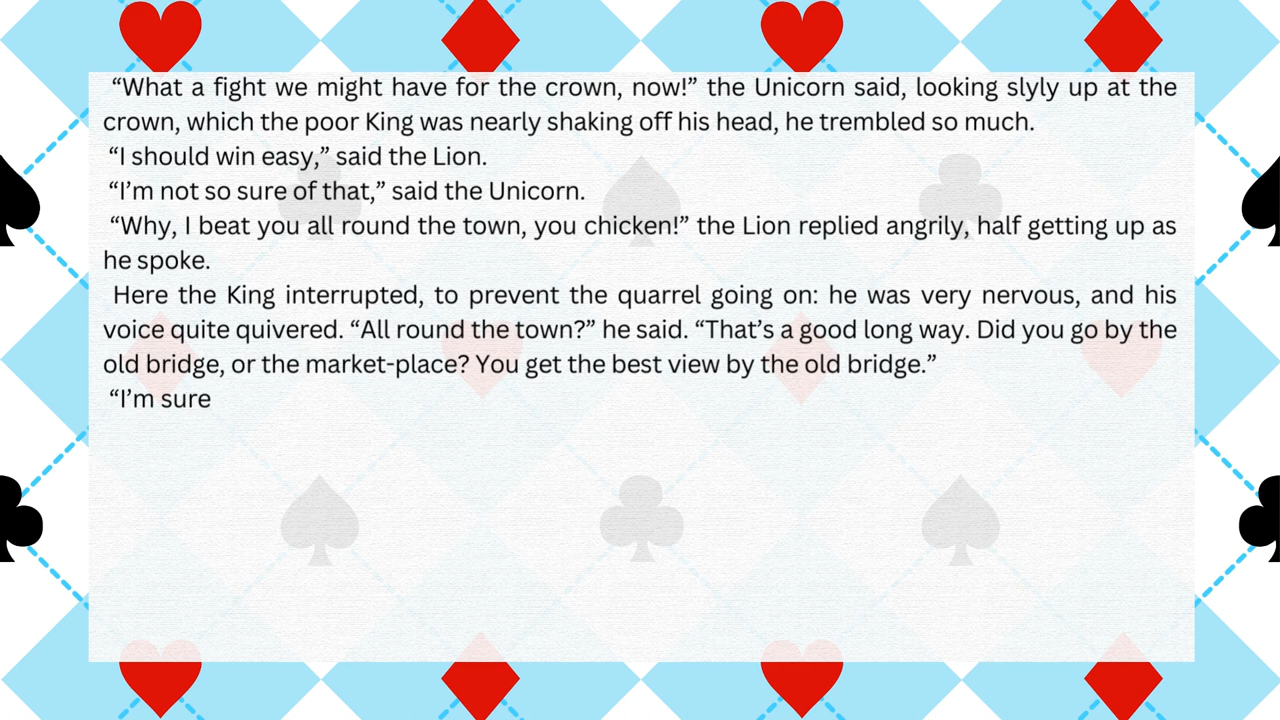 “What a fight we might have for the crown, now!” the Unicorn said, looking slyly up at the
crown, which the poor King was nearly shaking off his head, he trembled so much.
“I should win easy,” said the Lion.
“I’m not so sure of that,” said the Unicorn.
“Why, I beat you all round the town, you chicken!” the Lion replied angrily, half getting up as
he spoke.
Here the King interrupted, to prevent the quarrel going on: he was very nervous, and his
voice quite quivered. “All round the town?” he said. “That’s a good long way. Did you go by the
old bridge, or the market-place? You get the best view by the old bridge.”
“I’m sure